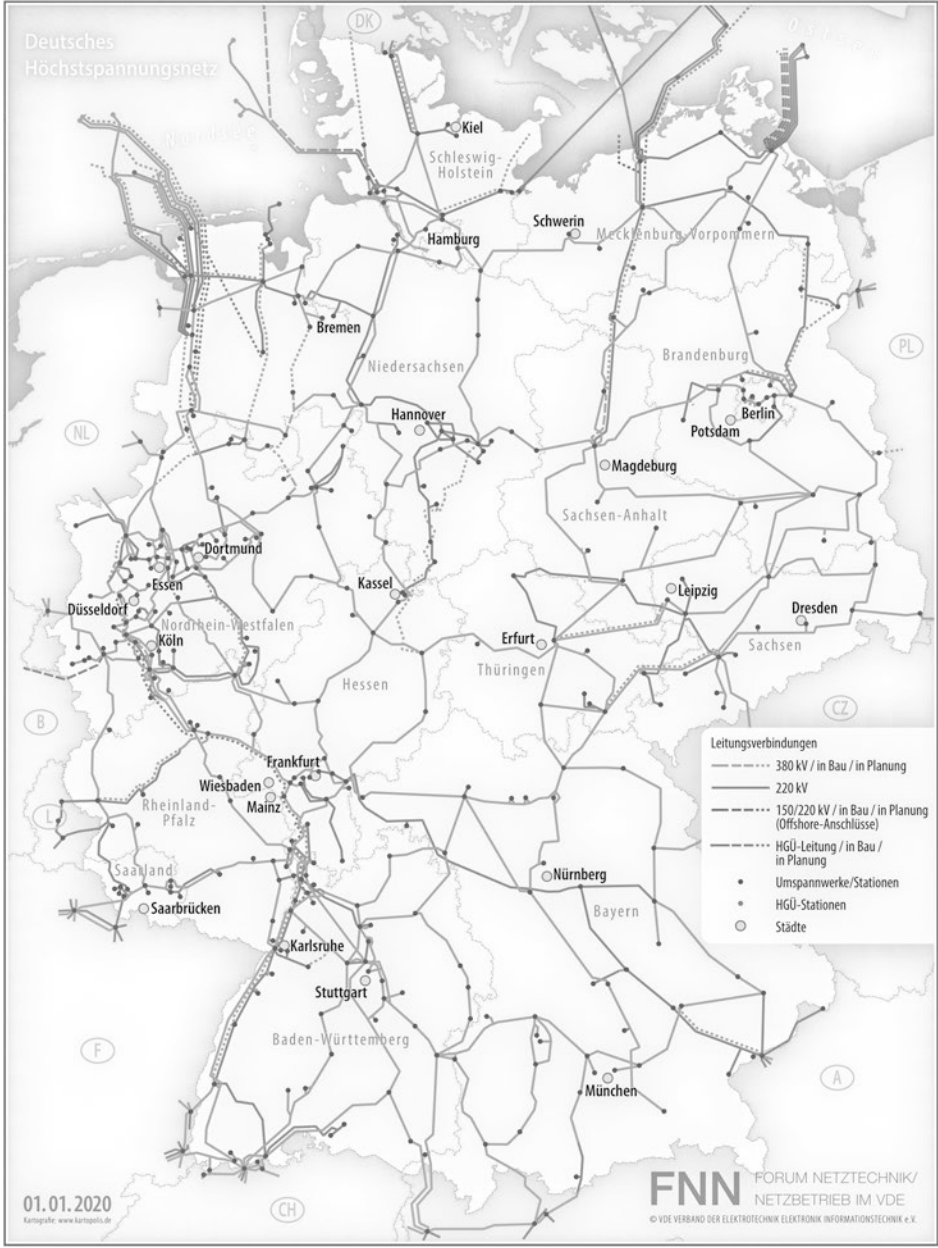 Deutsches
Höchstspannungsnetz
DK
Ostsee
Nordsee
Kiel
Schleswig-
Holstein
Schwerin
Mecklenburg-Vorpommern
Hamburg
Bremen
PL
Niedersachsen
Brandenburg
Hannover
Berlin
Potsdam
NL
Magdeburg
Sachsen-Anhalt
Dortmund
Essen
Kassel
Leipzig
Düsseldorf
Dresden
Nordrhein-Westfalen
Köln
Erfurt
Sachsen
Thüringen
Hessen
B
CZ
Leitungsverbindungen
380 kV / in Bau / in Planung
220 kV
150/220 kV / in Bau / in Planung
(Offshore-Anschlüsse)
HGÜ-Leitung / in Bau /
in Planung
Umspannwerke/Stationen
HGÜ-Stationen
Städte
Frankfurt
Wiesbaden
Mainz
L
Rheinland-
Pfalz
Saarland
Nürnberg
Saarbrücken
Bayern
Karlsruhe
Stuttgart
Baden-Württemberg
F
A
München
CH
01.01.2020
Kartografie: www.kartopolis.de
FNN FORUM NETZTECHNIK/
NETZBETRIEB IM VDE
© VDE VERBAND DER ELEKTROTECHNIK ELEKTRONIK INFORMATIONSTECHNIK e.V.